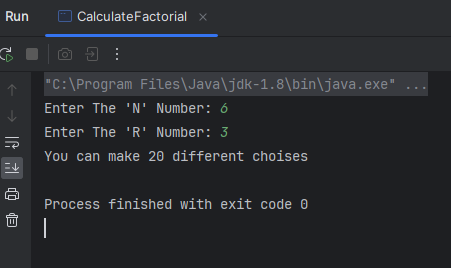 Run
CalculateFactorial
"C:\Program Files\Java\jdk-1.8\bin\java.exe" ...
Enter The 'N' Number: 6
Enter The 'R' Number: 3
You can make 20 different choises
Process finished with exit code 0